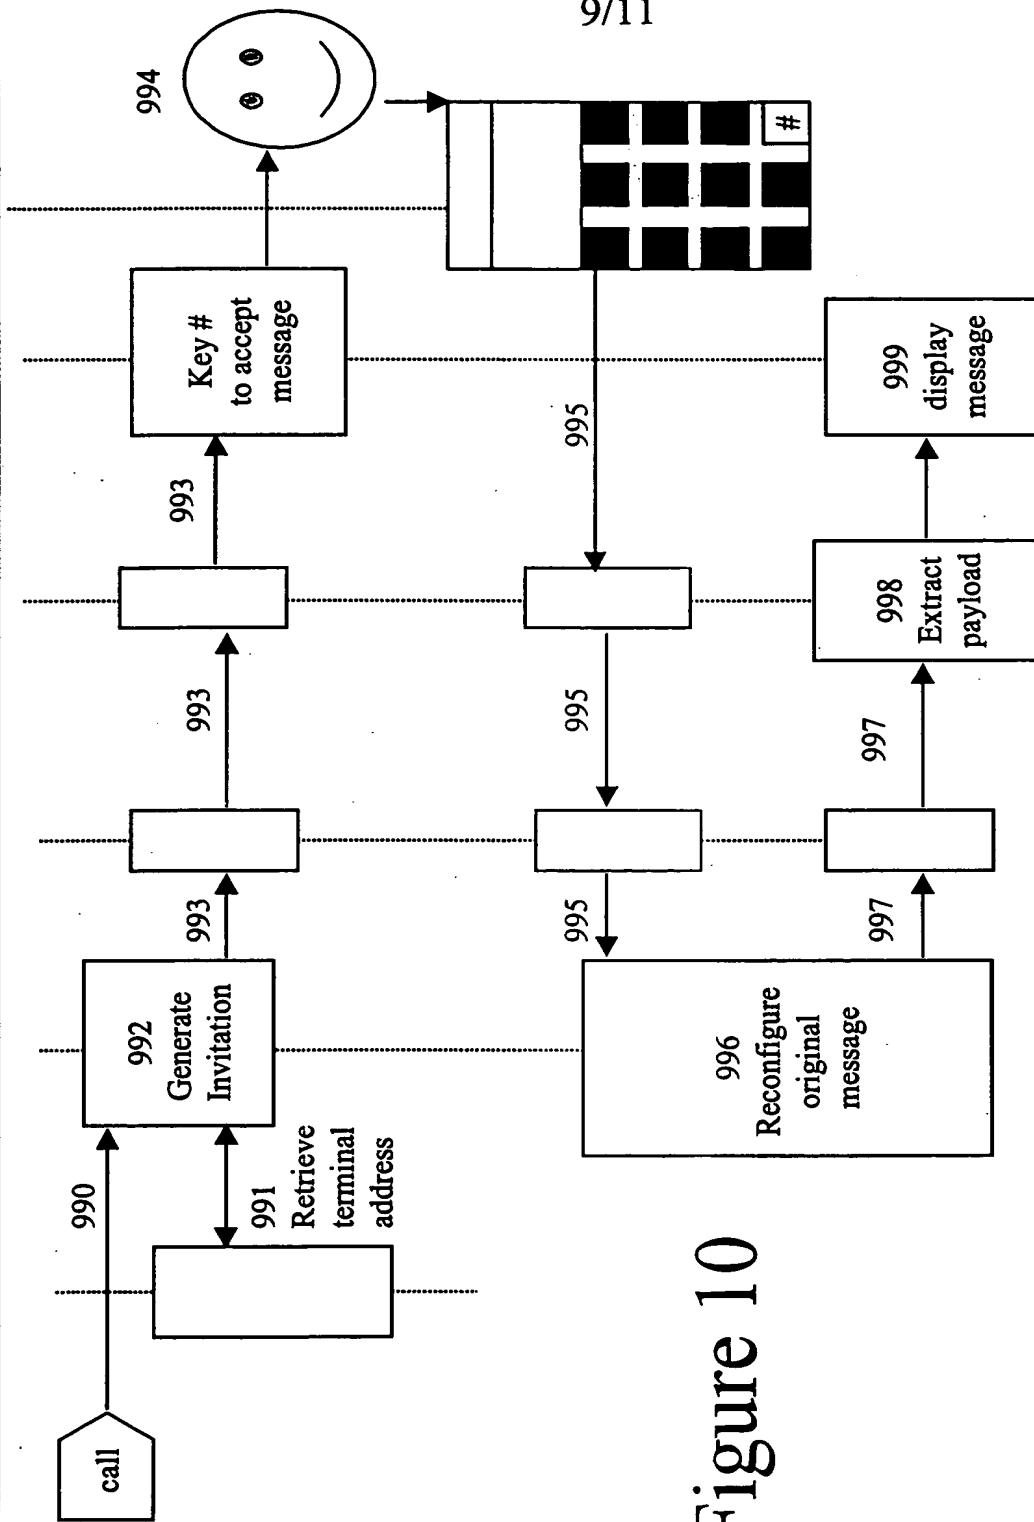 9/11
call
990
991
Retrieve
terminal
address
992
Generate
Invitation
993
993
993
Key #
to accept
message
994
#
995
995
995
996
Reconfigure
original
message
997
997
998
Extract
payload
999
display
message
Figure 10